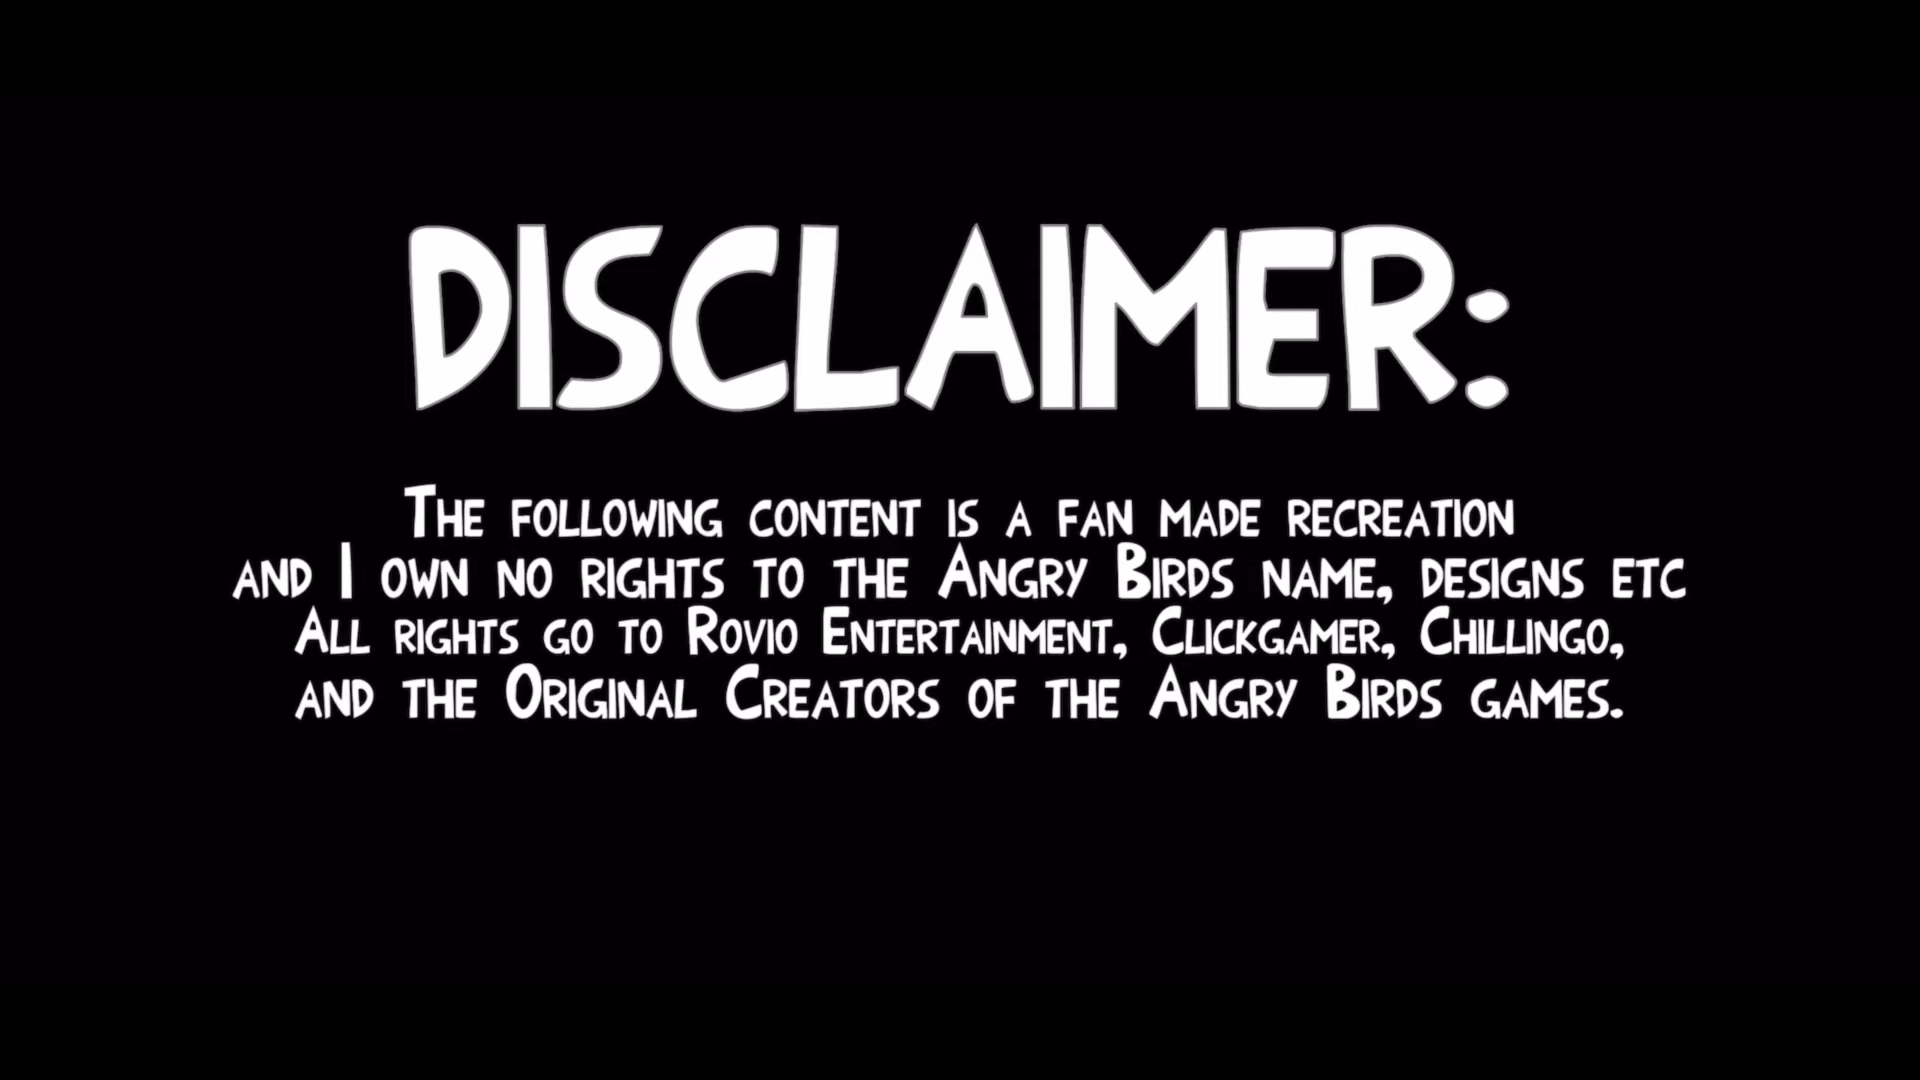 DISCLAIMER:
The following content is a fan made recreation
and I own no rights to the Angry Birds name, designs etc
All rights go to Rovio Entertainment, Clickgamer, Chillingo,
and the Original Creators of the Angry Birds games.